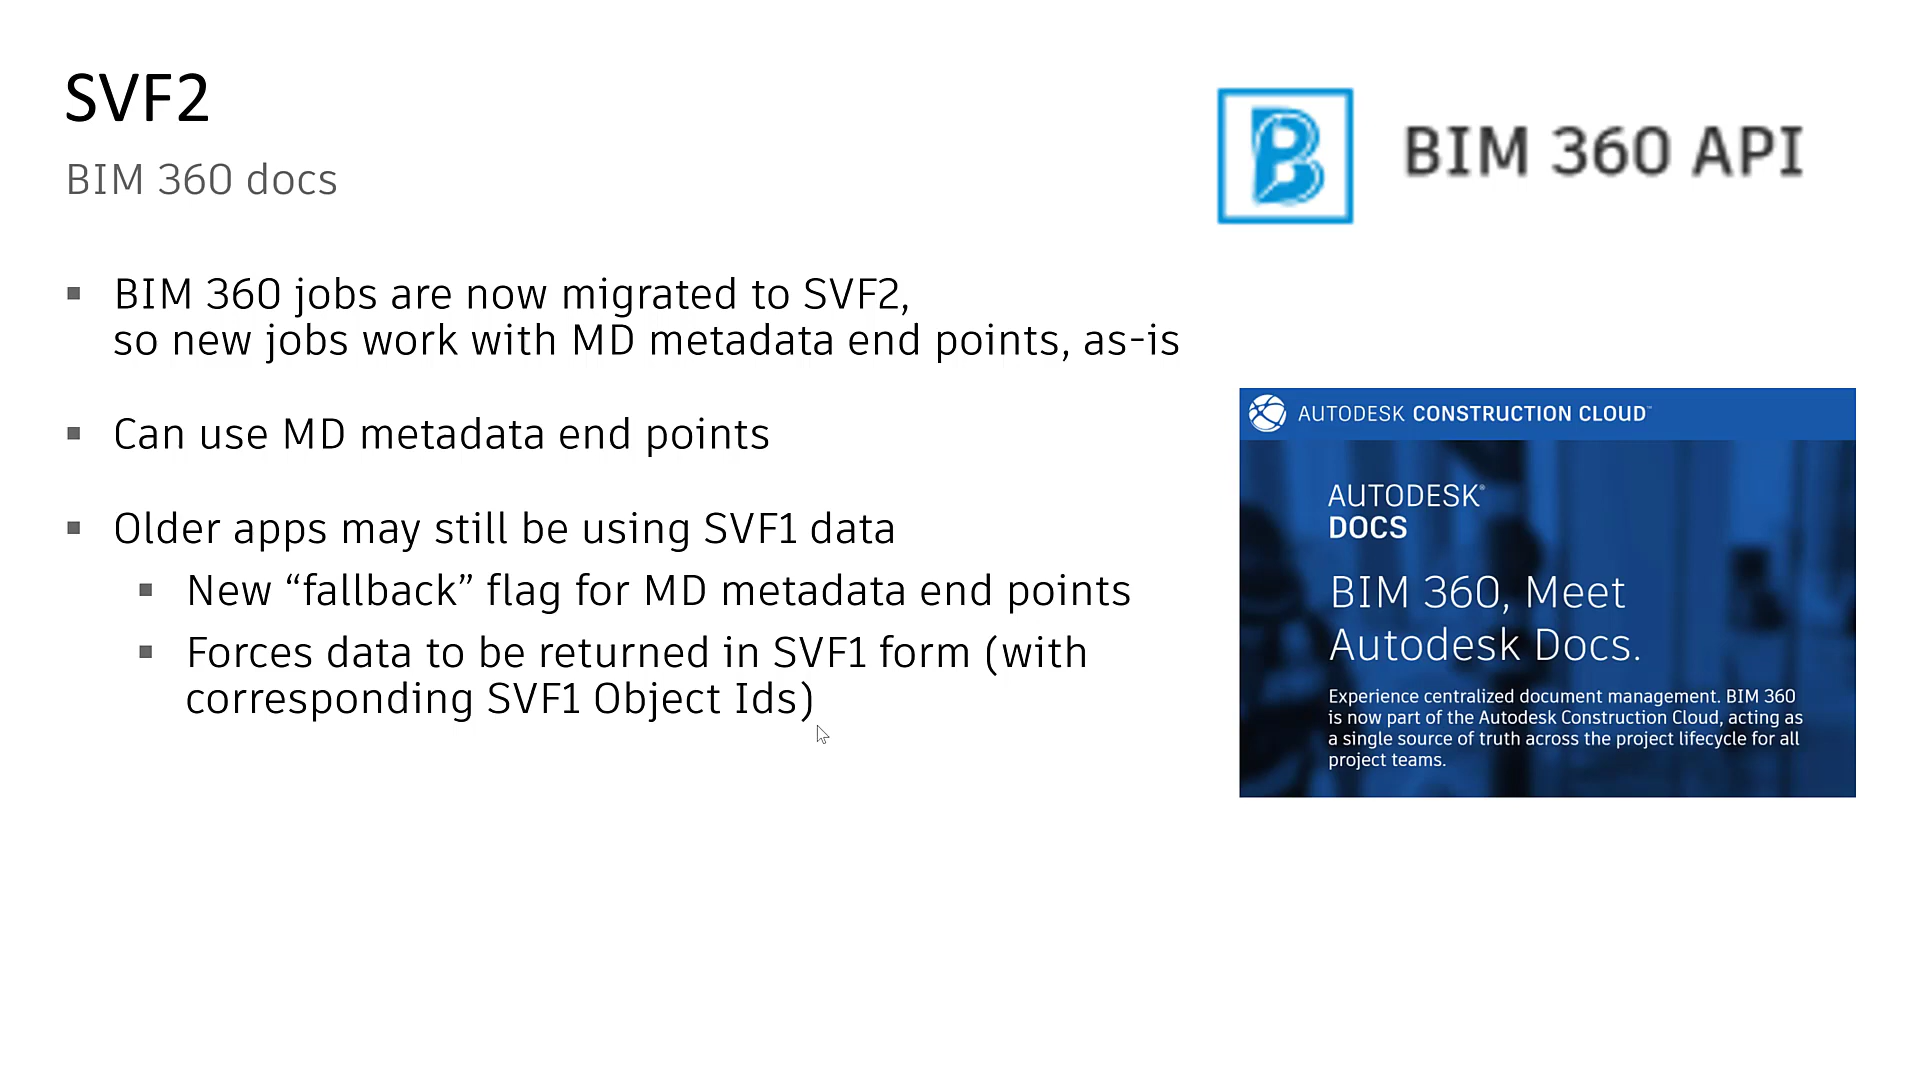 SVF2
BIM 360 docs
BIM 360 API
▪ BIM 360 jobs are now migrated to SVF2,
so new jobs work with MD metadata end points, as-is
▪ Can use MD metadata end points
▪ Older apps may still be using SVF1 data
▪ New “fallback” flag for MD metadata end points
▪ Forces data to be returned in SVF1 form (with
corresponding SVF1 Object Ids)
AUTODESK CONSTRUCTION CLOUD™
AUTODESK®
DOCS
BIM 360, Meet
Autodesk Docs.
Experience centralized document management. BIM 360
is now part of the Autodesk Construction Cloud, acting as
a single source of truth across the project lifecycle for all
project teams.